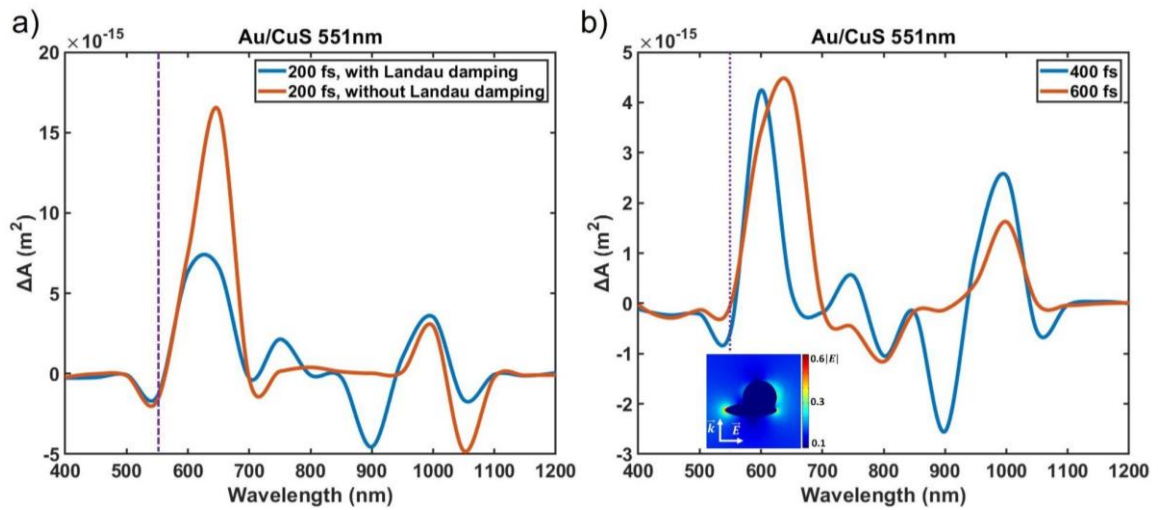 a)
×10⁻¹⁵
Au/CuS 551nm
200 fs, with Landau damping
200 fs, without Landau damping
20
15
10
5
0
-5
ΔA (m²)
400 500 600 700 800 900 1000 1100 1200
Wavelength (nm)
b)
×10⁻¹⁵
Au/CuS 551nm
400 fs
600 fs
5
4
3
2
1
0
-1
-2
-3
ΔA (m²)
0.6|E|
0.3
0.1
k⃗
E⃗
400 500 600 700 800 900 1000 1100 1200
Wavelength (nm)